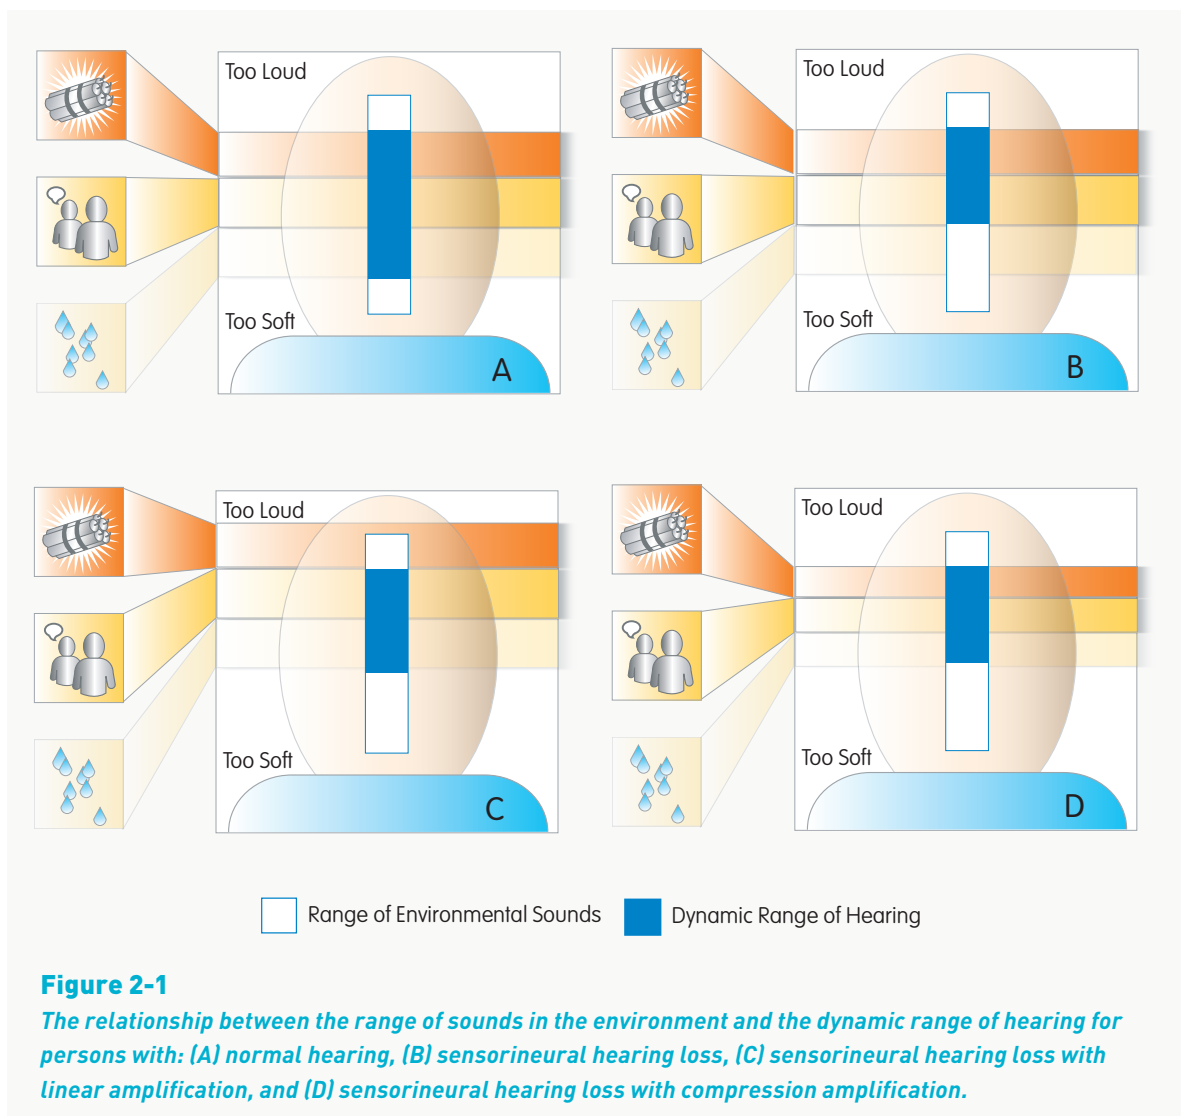 Too Loud
Too Soft
A
Too Loud
Too Soft
B
Too Loud
Too Soft
C
Too Loud
Too Soft
D
Range of Environmental Sounds
Dynamic Range of Hearing
Figure 2-1
The relationship between the range of sounds in the environment and the dynamic range of hearing for
persons with: (A) normal hearing, (B) sensorineural hearing loss, (C) sensorineural hearing loss with
linear amplification, and (D) sensorineural hearing loss with compression amplification.